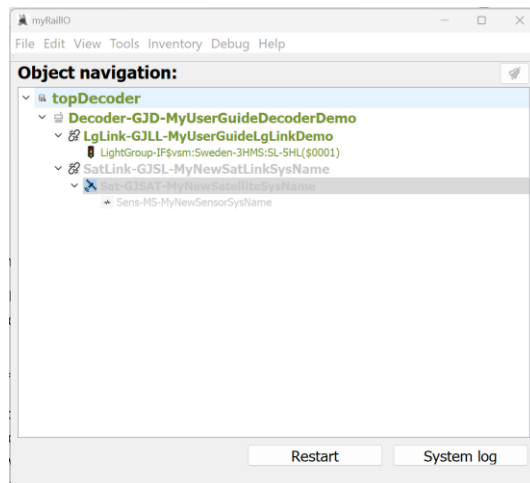 myRailIO
File Edit View Tools Inventory Debug Help
Object navigation:
topDecoder
Decoder-GJD-MyUserGuideDecoderDemo
LgLink-GJLL-MyUserGuideLgLinkDemo
LightGroup-IF$vsm:Sweden-3HMS:SL-5HL($0001)
SatLink-GJSL-MyNewSatLinkSysName
Sat-GJSAT-MyNewSatelliteSysName
Sens-MS-MyNewSensorSysName
Restart System log